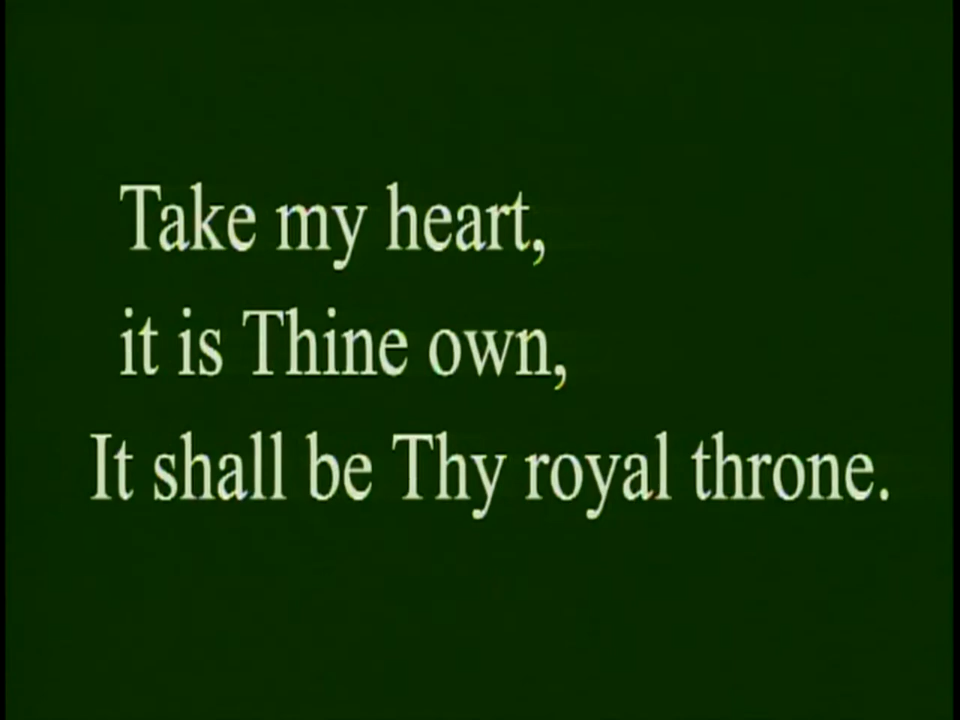 Take my heart,
it is Thine own,
It shall be Thy royal throne.